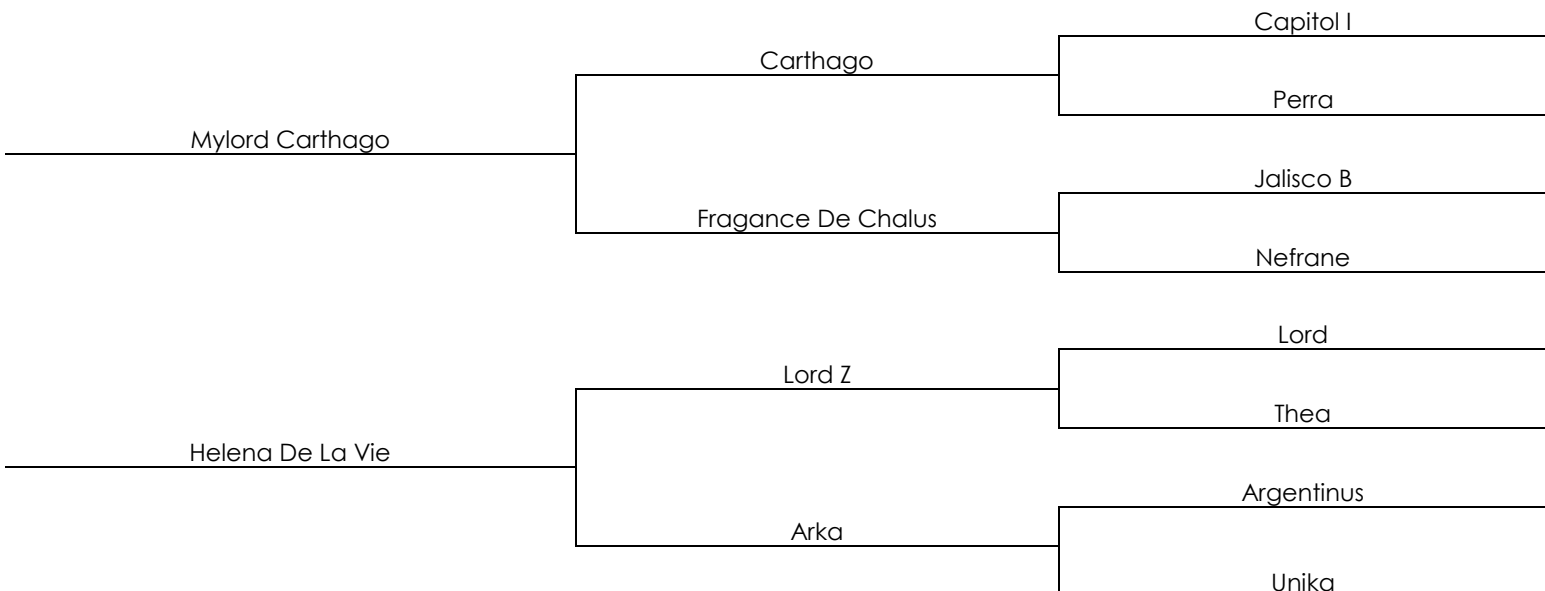 Capitol I
Carthago
Perra
Mylord Carthago
Jalisco B
Fragance De Chalus
Nefrane
Lord
Lord Z
Thea
Helena De La Vie
Argentinus
Arka
Unika